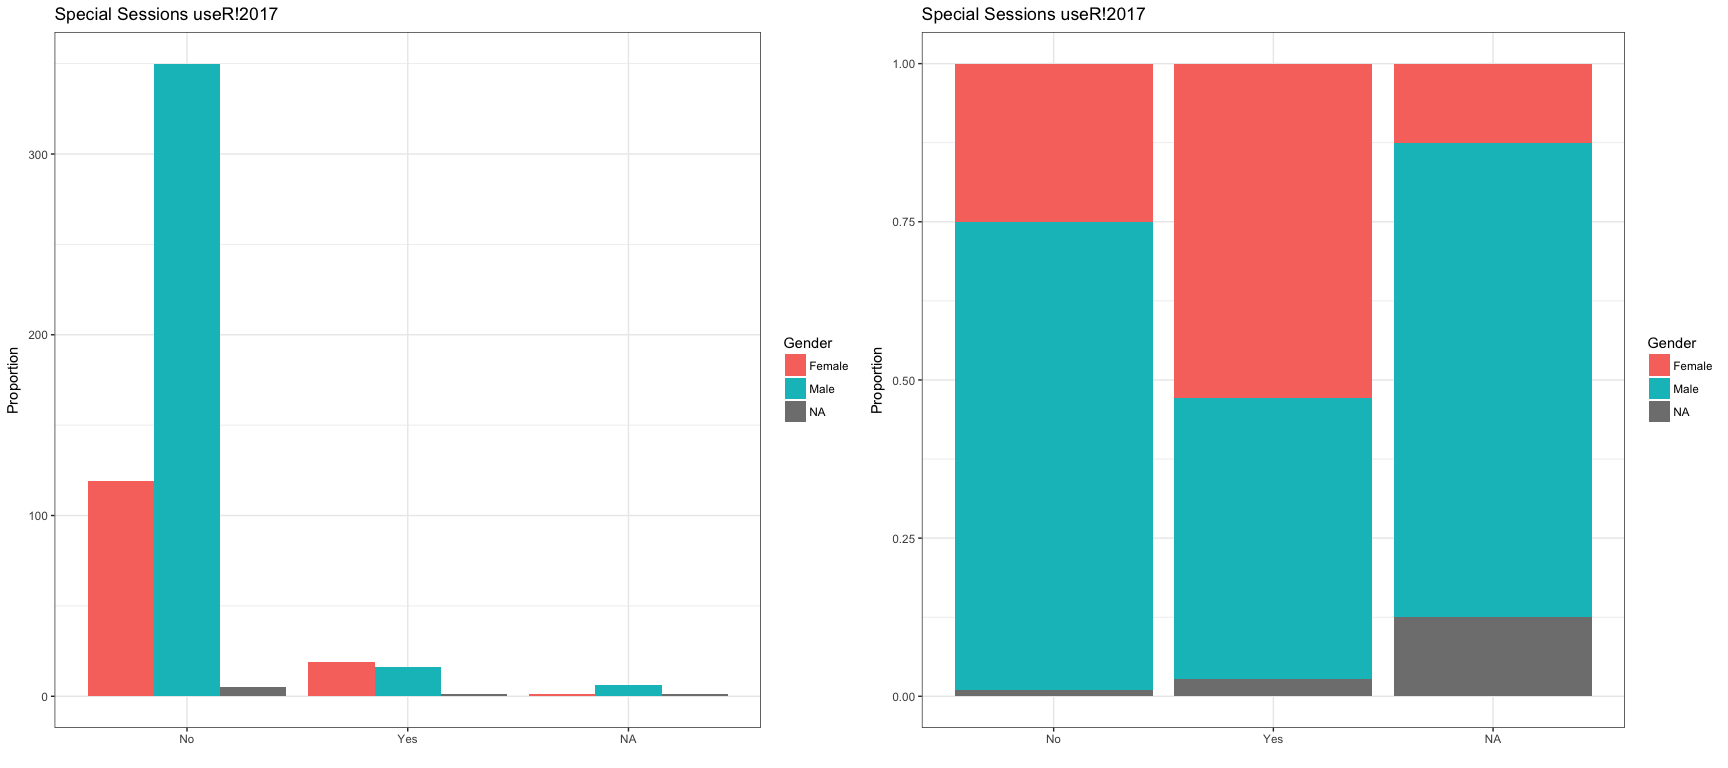 Special Sessions useR!2017
Proportion
300
200
100
0
No
Yes
NA
Gender
Female
Male
NA
Special Sessions useR!2017
Proportion
1.00
0.75
0.50
0.25
0.00
No
Yes
NA
Gender
Female
Male
NA